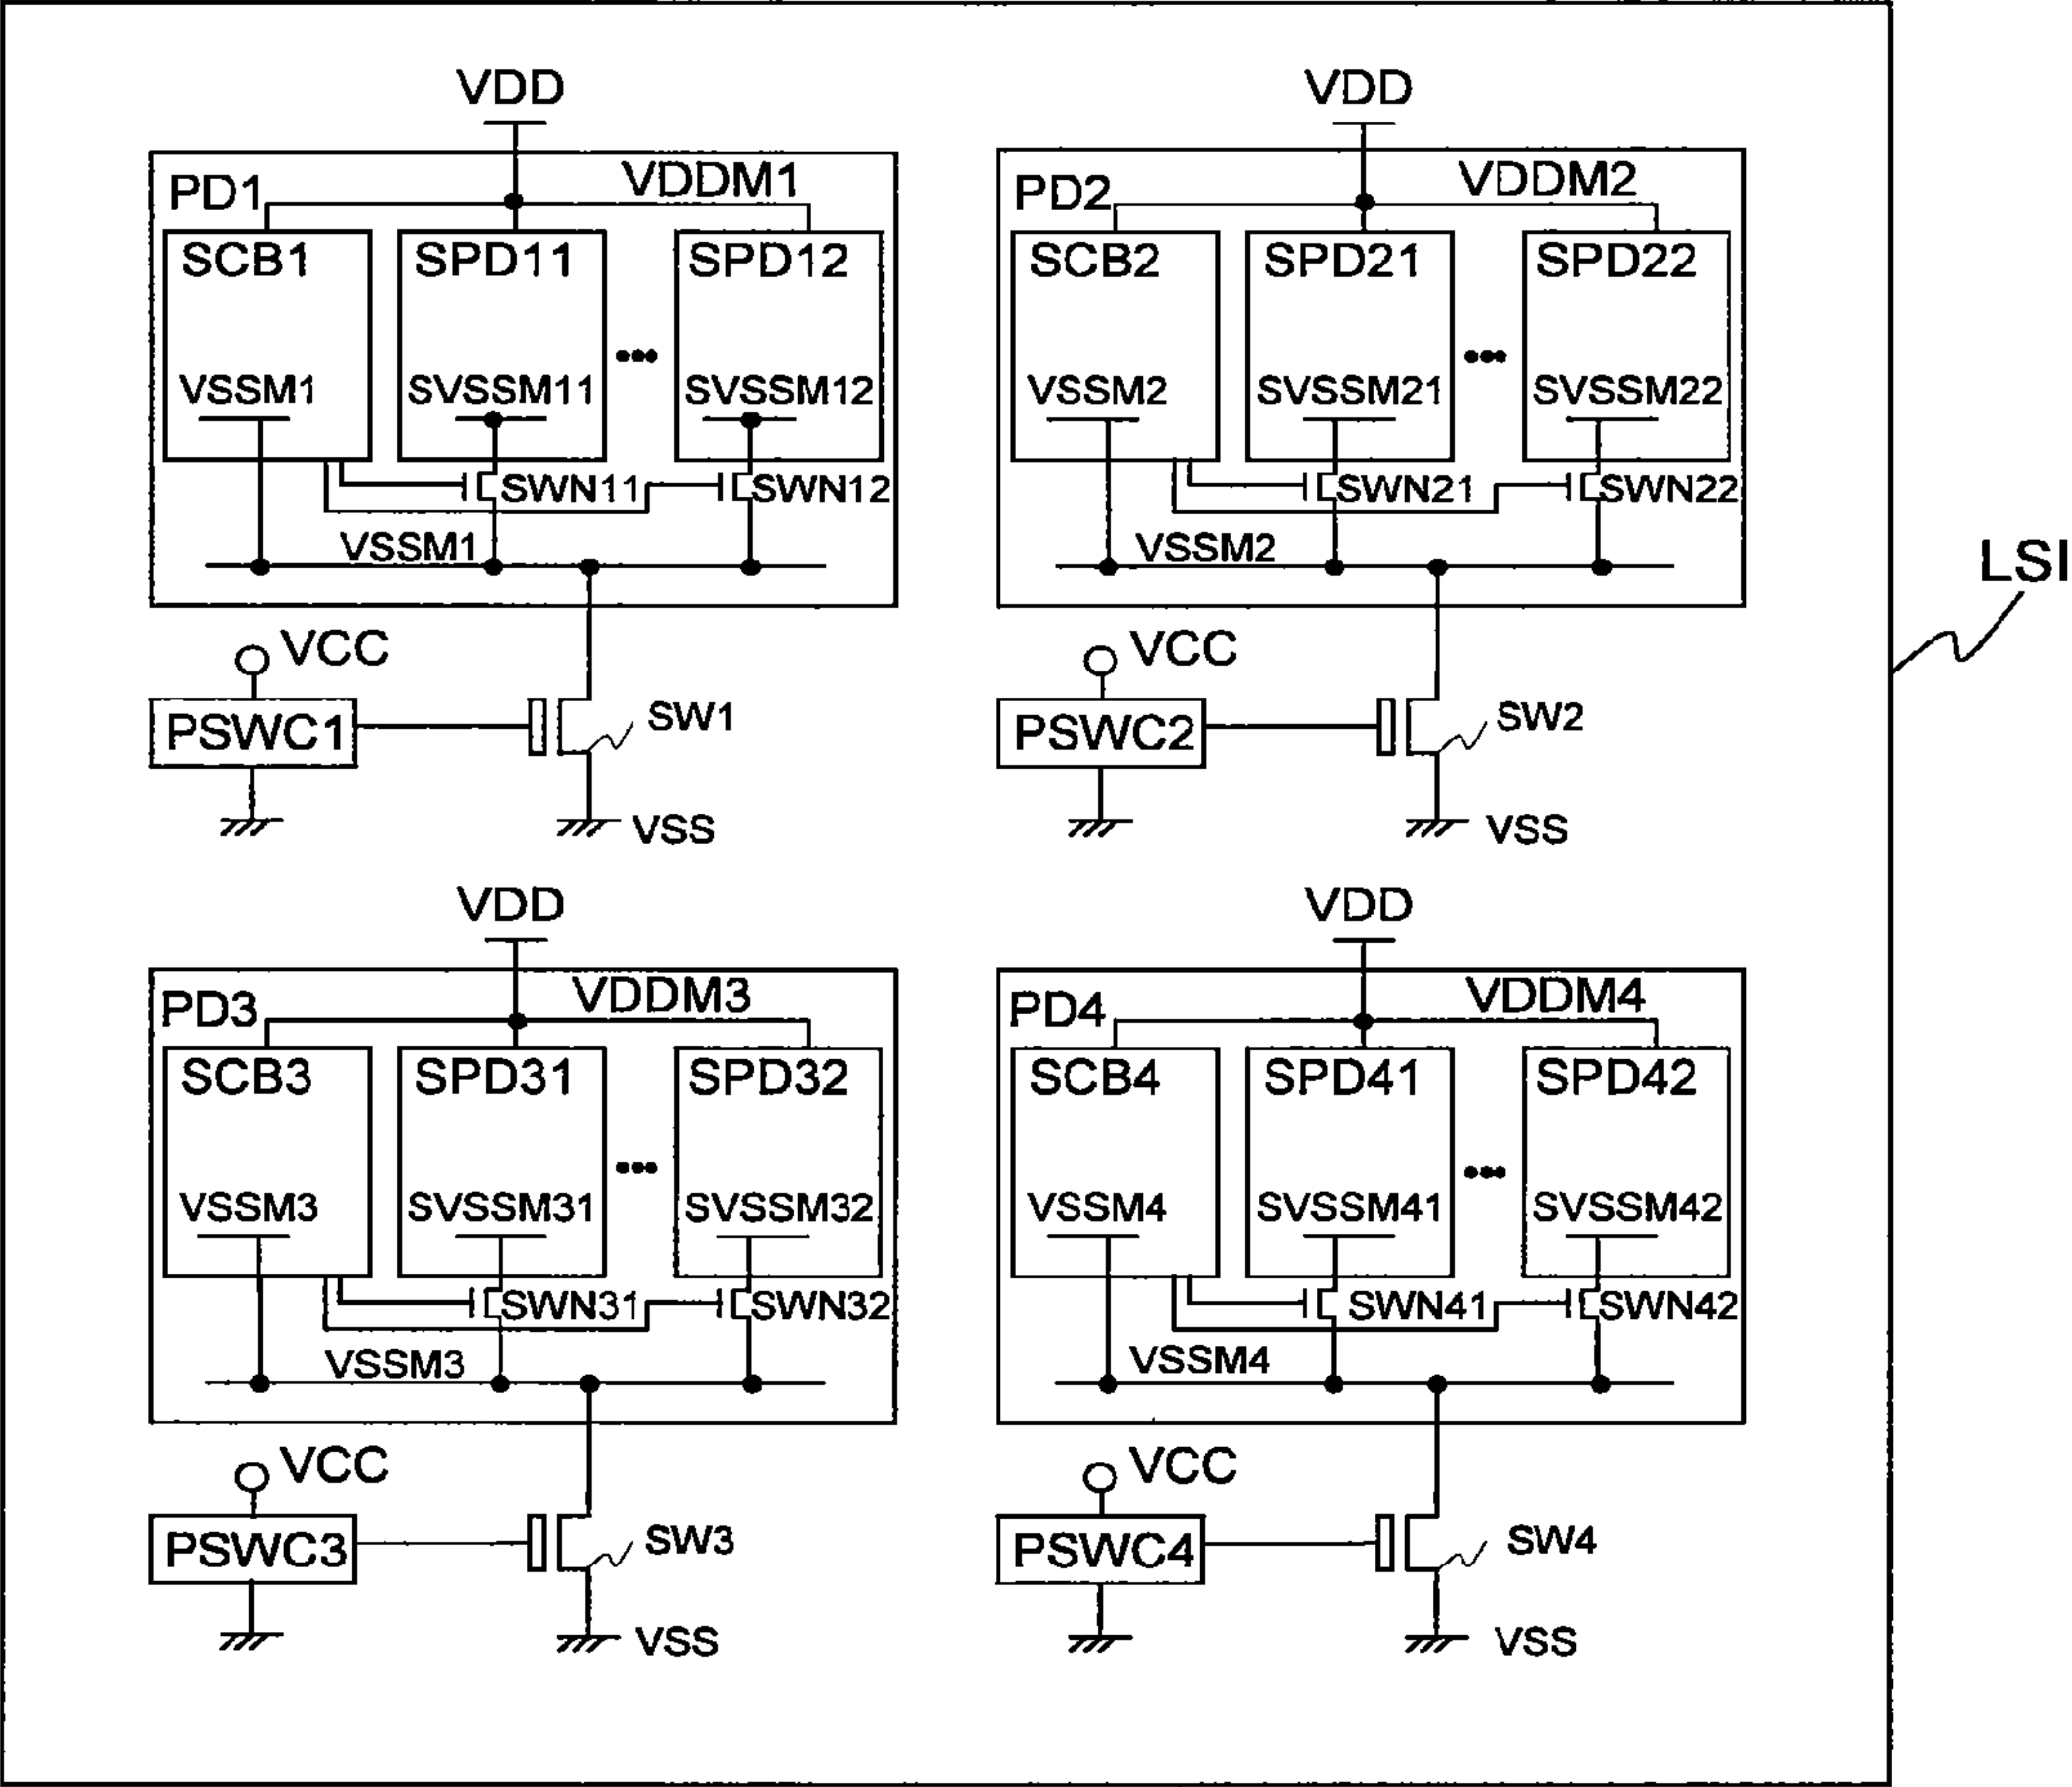 VDD
VDD
PD1
VDDM1
PD2
VDDM2
SCB1
SPD11
SPD12
SCB2
SPD21
SPD22
VSSM1
SVSSM11
SVSSM12
VSSM2
SVSSM21
SVSSM22
SWN11
SWN12
SWN21
SWN22
VSSM1
VSSM2
LSI
VCC
VCC
PSWC1
SW1
PSWC2
SW2
VSS
VSS
VDD
VDD
PD3
VDDM3
PD4
VDDM4
SCB3
SPD31
SPD32
SCB4
SPD41
SPD42
VSSM3
SVSSM31
SVSSM32
VSSM4
SVSSM41
SVSSM42
SWN31
SWN32
SWN41
SWN42
VSSM3
VSSM4
VCC
VCC
PSWC3
SW3
PSWC4
SW4
VSS
VSS